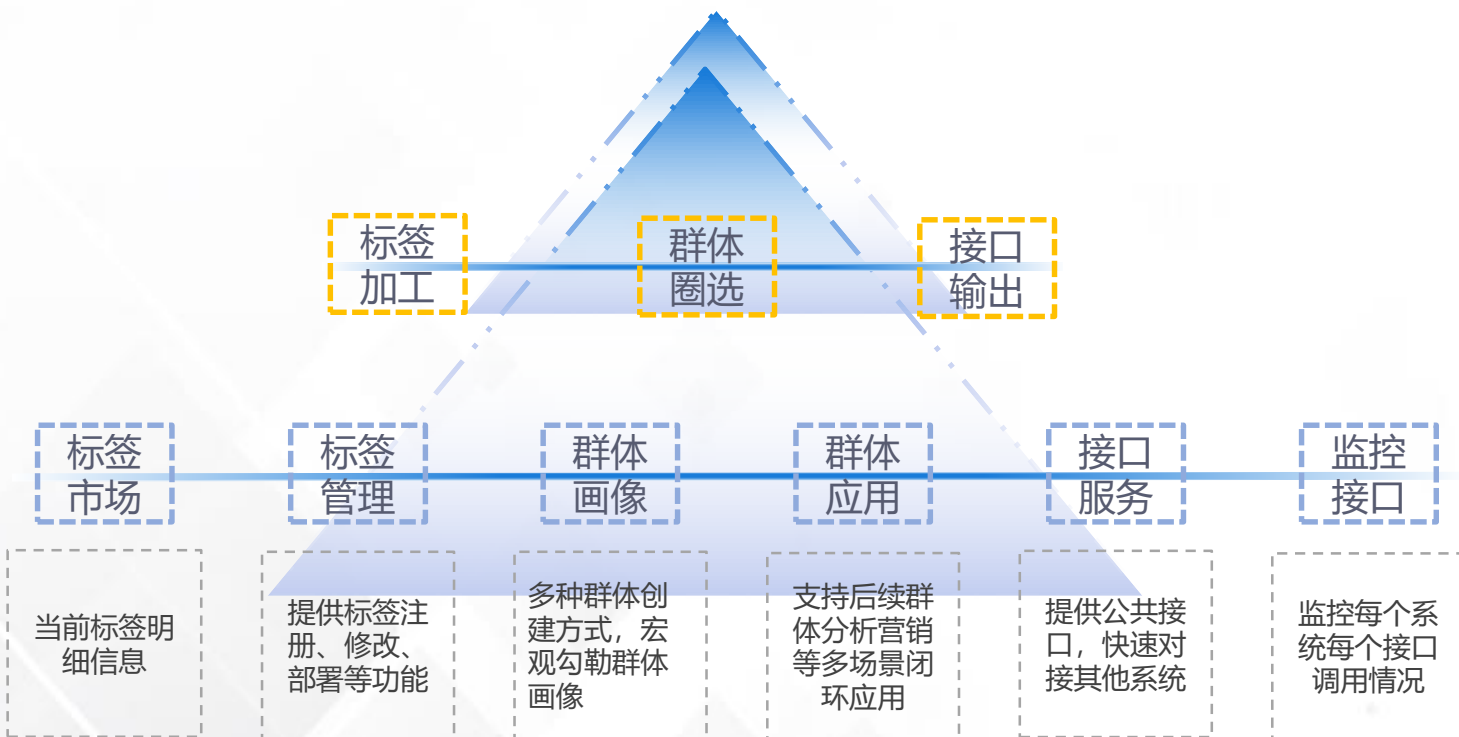 标签
加工
群体
圈选
接口
输出
标签
市场
标签
管理
群体
画像
群体
应用
接口
服务
监控
接口
当前标签明
细信息
提供标签注
册、修改、
部署等功能
多种群体创
建方式，宏
观勾勒群体
画像
支持后续群
体分析营销
等多场景闭
环应用
提供公共接
口，快速对
接其他系统
监控每个系
统每个接口
调用情况